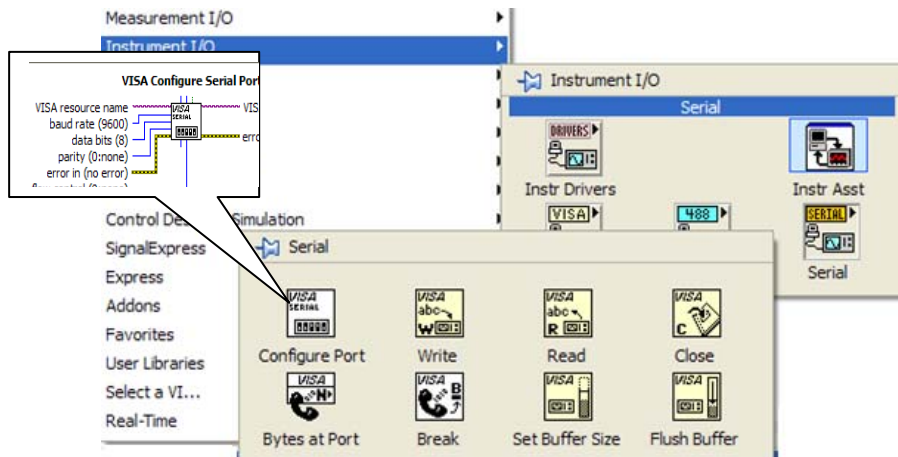 Measurement I/O
Instrument I/O
VISA Configure Serial Port
VISA resource name
VIS
baud rate (9600)
data bits (8)
erro
parity (0:none)
error in (no error)
Instrument I/O
Serial
DRIVERS
Instr Drivers
Instr Asst
VISA
488
SERIAL
Serial
Control Des
Simulation
SignalExpress
Express
Addons
Favorites
User Libraries
Select a VI...
Real-Time
Serial
VISA
SERIAL
Configure Port
VISA
abc
W
Write
VISA
abc
R
Read
VISA
C
Close
VISA
N
Bytes at Port
VISA
B
Break
VISA
Set Buffer Size
VISA
Flush Buffer